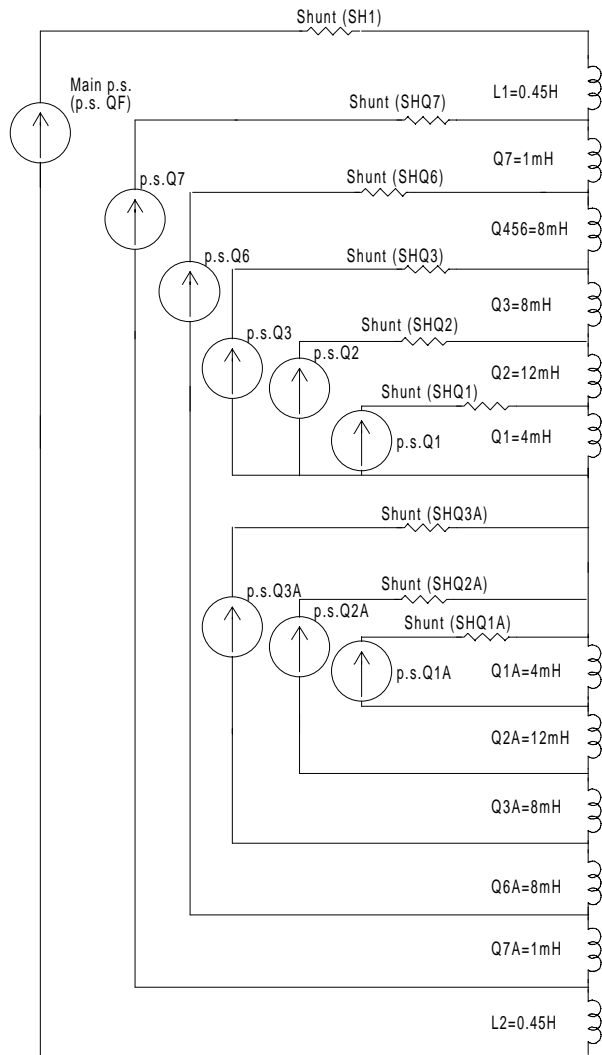 Shunt (SH1)
Main p.s.
(p.s. QF)
L1=0.45H
Shunt (SHQ7)
Q7=1mH
p.s.Q7
Shunt (SHQ6)
Q456=8mH
p.s.Q6
Shunt (SHQ3)
Q3=8mH
p.s.Q3
Shunt (SHQ2)
p.s.Q2
Q2=12mH
Shunt (SHQ1)
Q1=4mH
p.s.Q1
Shunt (SHQ3A)
p.s.Q3A
Shunt (SHQ2A)
p.s.Q2A
Shunt (SHQ1A)
p.s.Q1A
Q1A=4mH
Q2A=12mH
Q3A=8mH
Q6A=8mH
Q7A=1mH
L2=0.45H